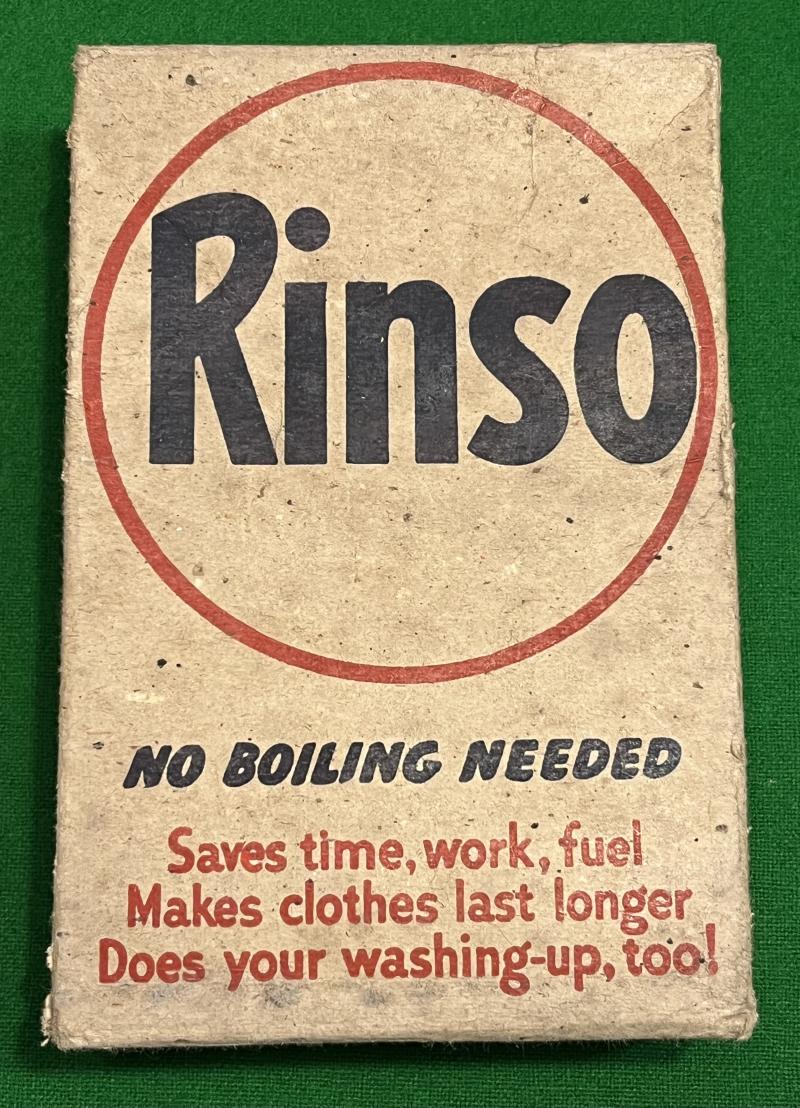 Rinso
NO BOILING NEEDED
Saves time, work, fuel
Makes clothes last longer
Does your washing-up, too!